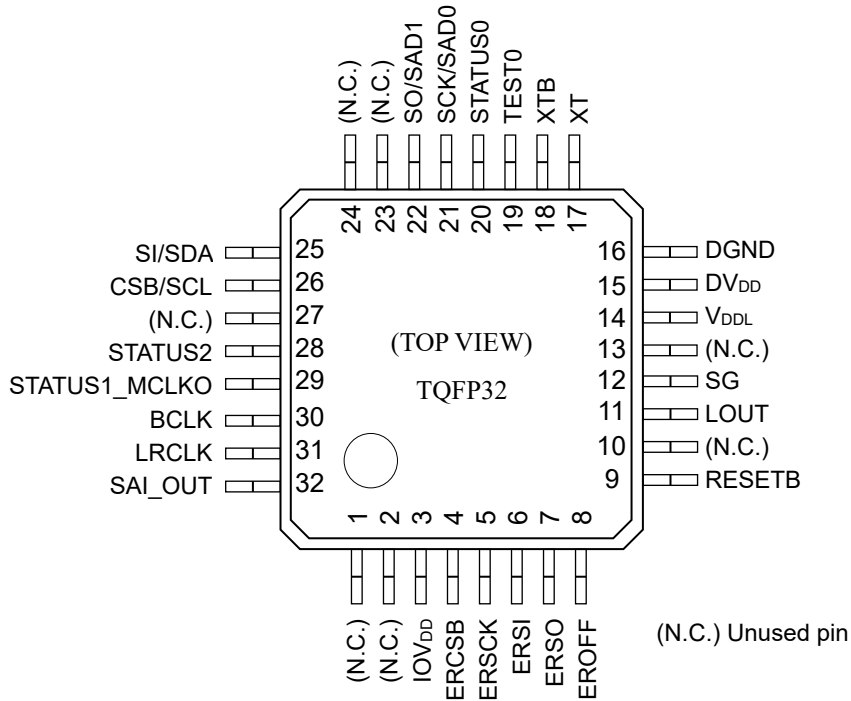 (N.C.)
(N.C.)
SO/SAD1
SCK/SAD0
STATUS0
TEST0
XTB
XT
24
23
22
21
20
19
18
17
SI/SDA 25
CSB/SCL 26
(N.C.) 27
STATUS2 28
STATUS1_MCLKO 29
BCLK 30
LRCLK 31
SAI_OUT 32
(TOP VIEW)
TQFP32
16 DGND
15 DVDD
14 VDDL
13 (N.C.)
12 SG
11 LOUT
10 (N.C.)
9 RESETB
1
2
3
4
5
6
7
8
(N.C.)
(N.C.)
IOVDD
ERCSB
ERSCK
ERSI
ERSO
EROFF
(N.C.) Unused pin